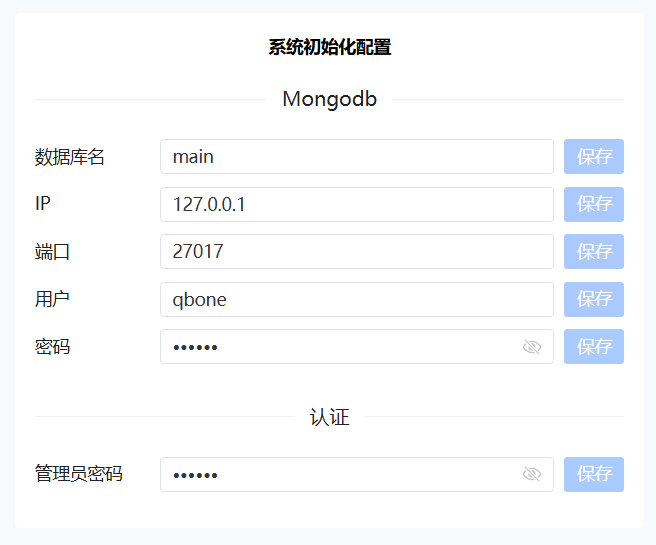 系统初始化配置
Mongodb
数据库名 main 保存
IP 127.0.0.1 保存
端口 27017 保存
用户 qbone 保存
密码 •••••• 保存
认证
管理员密码 •••••• 保存